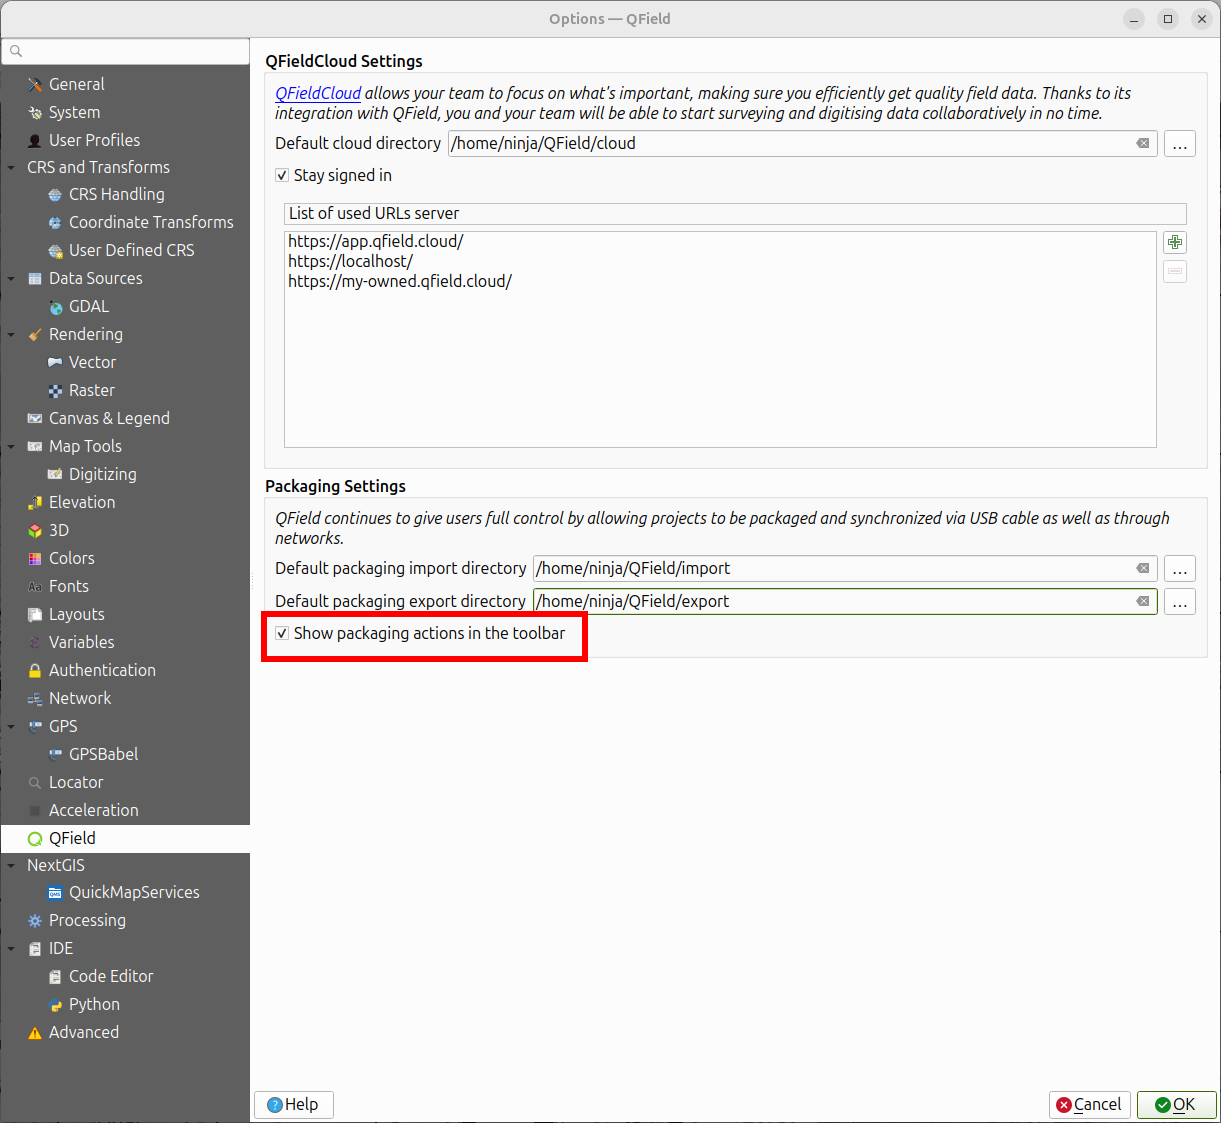 Options — QField
General
System
User Profiles
CRS and Transforms
CRS Handling
Coordinate Transforms
User Defined CRS
Data Sources
GDAL
Rendering
Vector
Raster
Canvas & Legend
Map Tools
Digitizing
Elevation
3D
Colors
Fonts
Layouts
Variables
Authentication
Network
GPS
GPSBabel
Locator
Acceleration
QField
NextGIS
QuickMapServices
Processing
IDE
Code Editor
Python
Advanced
QFieldCloud Settings
QFieldCloud allows your team to focus on what's important, making sure you efficiently get quality field data. Thanks to its
integration with QField, you and your team will be able to start surveying and digitising data collaboratively in no time.
Default cloud directory /home/ninja/QField/cloud ...
Stay signed in
List of used URLs server
https://app.qfield.cloud/
https://localhost/
https://my-owned.qfield.cloud/
Packaging Settings
QField continues to give users full control by allowing projects to be packaged and synchronized via USB cable as well as through
networks.
Default packaging import directory /home/ninja/QField/import ...
Default packaging export directory /home/ninja/QField/export ...
Show packaging actions in the toolbar
Help Cancel OK